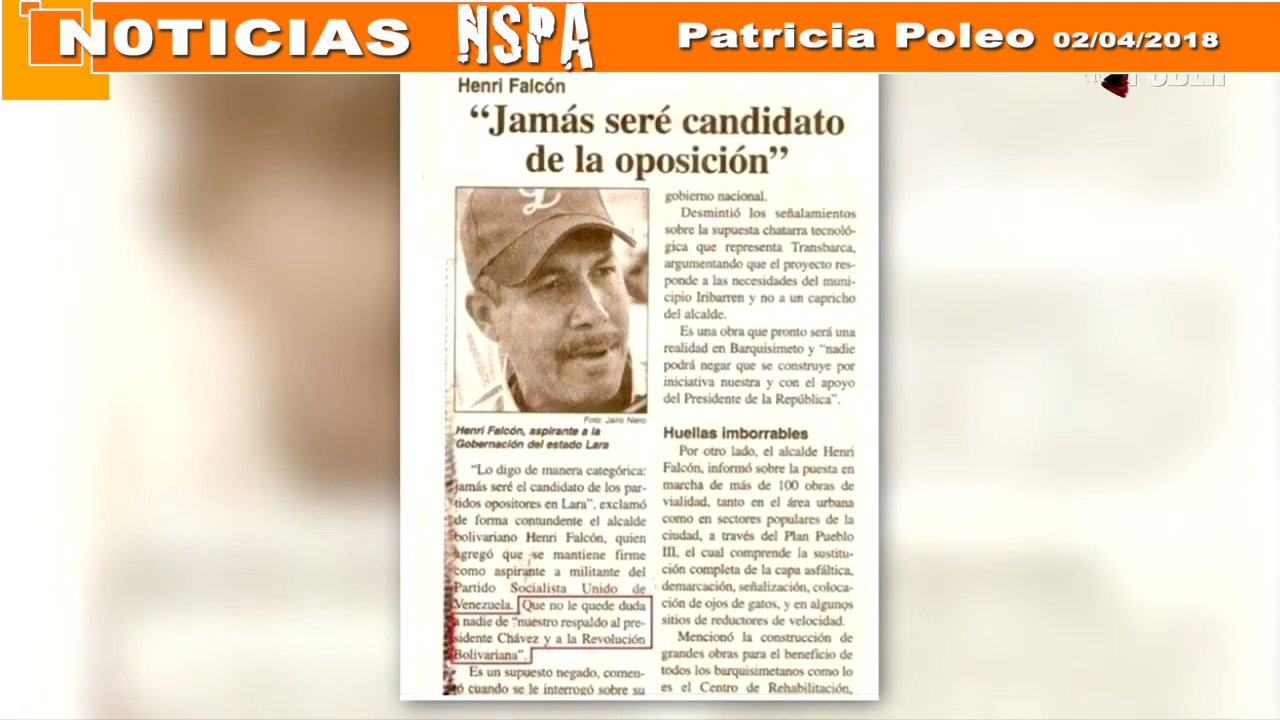 NOTICIAS
NSPA
Patricia Poleo 02/04/2018
Henri Falcón
“Jamás seré candidato
de la oposición”
Foto: Jairo Nieto
Henri Falcón, aspirante a la
Gobernación del estado Lara
“Lo digo de manera categórica:
jamás seré el candidato de los par-
tidos opositores en Lara”, exclamó
de forma contundente el alcalde
bolivariano Henri Falcón, quien
agregó que se mantiene firme
como aspirante a militante del
Partido Socialista Unido de
Venezuela. Que no le quede duda
a nadie de “nuestro respaldo al pre-
sidente Chávez y a la Revolución
Bolivariana”.
Es un supuesto negado, comen-
tó cuando se le interrogó sobre su
gobierno nacional.
Desmintió los señalamientos
sobre la supuesta chatarra tecnoló-
gica que representa Transbarca,
argumentando que el proyecto res-
ponde a las necesidades del muni-
cipio Iribarren y no a un capricho
del alcalde.
Es una obra que pronto será una
realidad en Barquisimeto y “nadie
podrá negar que se construye por
iniciativa nuestra y con el apoyo
del Presidente de la República”.
Huellas imborrables
Por otro lado, el alcalde Henri
Falcón, informó sobre la puesta en
marcha de más de 100 obras de
vialidad, tanto en el área urbana
como en sectores populares de la
ciudad, a través del Plan Pueblo
III, el cual comprende la sustitu-
ción completa de la capa asfáltica,
demarcación, señalización, coloca-
ción de ojos de gatos, y en algunos
sitios de reductores de velocidad.
Mencionó la construcción de
grandes obras para el beneficio de
todos los barquisimetanos como lo
es el Centro de Rehabilitación,